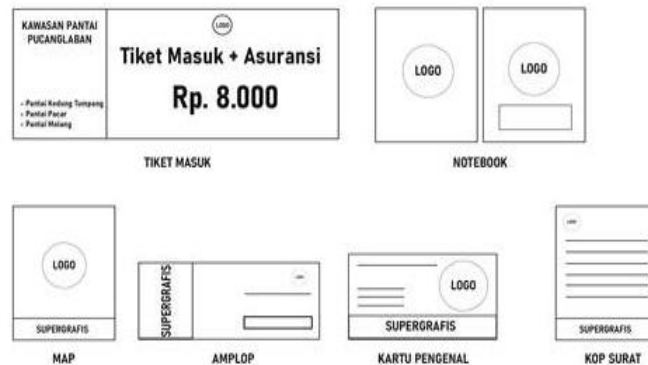 KAWASAN PANTAI
PUCANGLABAN
- Pantai Kedung Tumpang
- Pantai Pacar
- Pantai Molang
LOGO
Tiket Masuk + Asuransi
Rp. 8.000
TIKET MASUK
LOGO
LOGO
NOTEBOOK
LOGO
SUPERGRAFIS
MAP
SUPERGRAFIS
AMPLOP
LOGO
SUPERGRAFIS
KARTU PENGENAL
SUPERGRAFIS
KOP SURAT